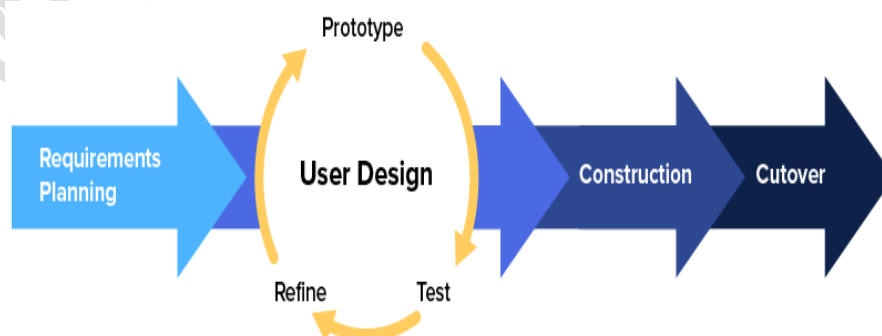 Prototype
Requirements
Planning
User Design
Construction
Cutover
Refine
Test